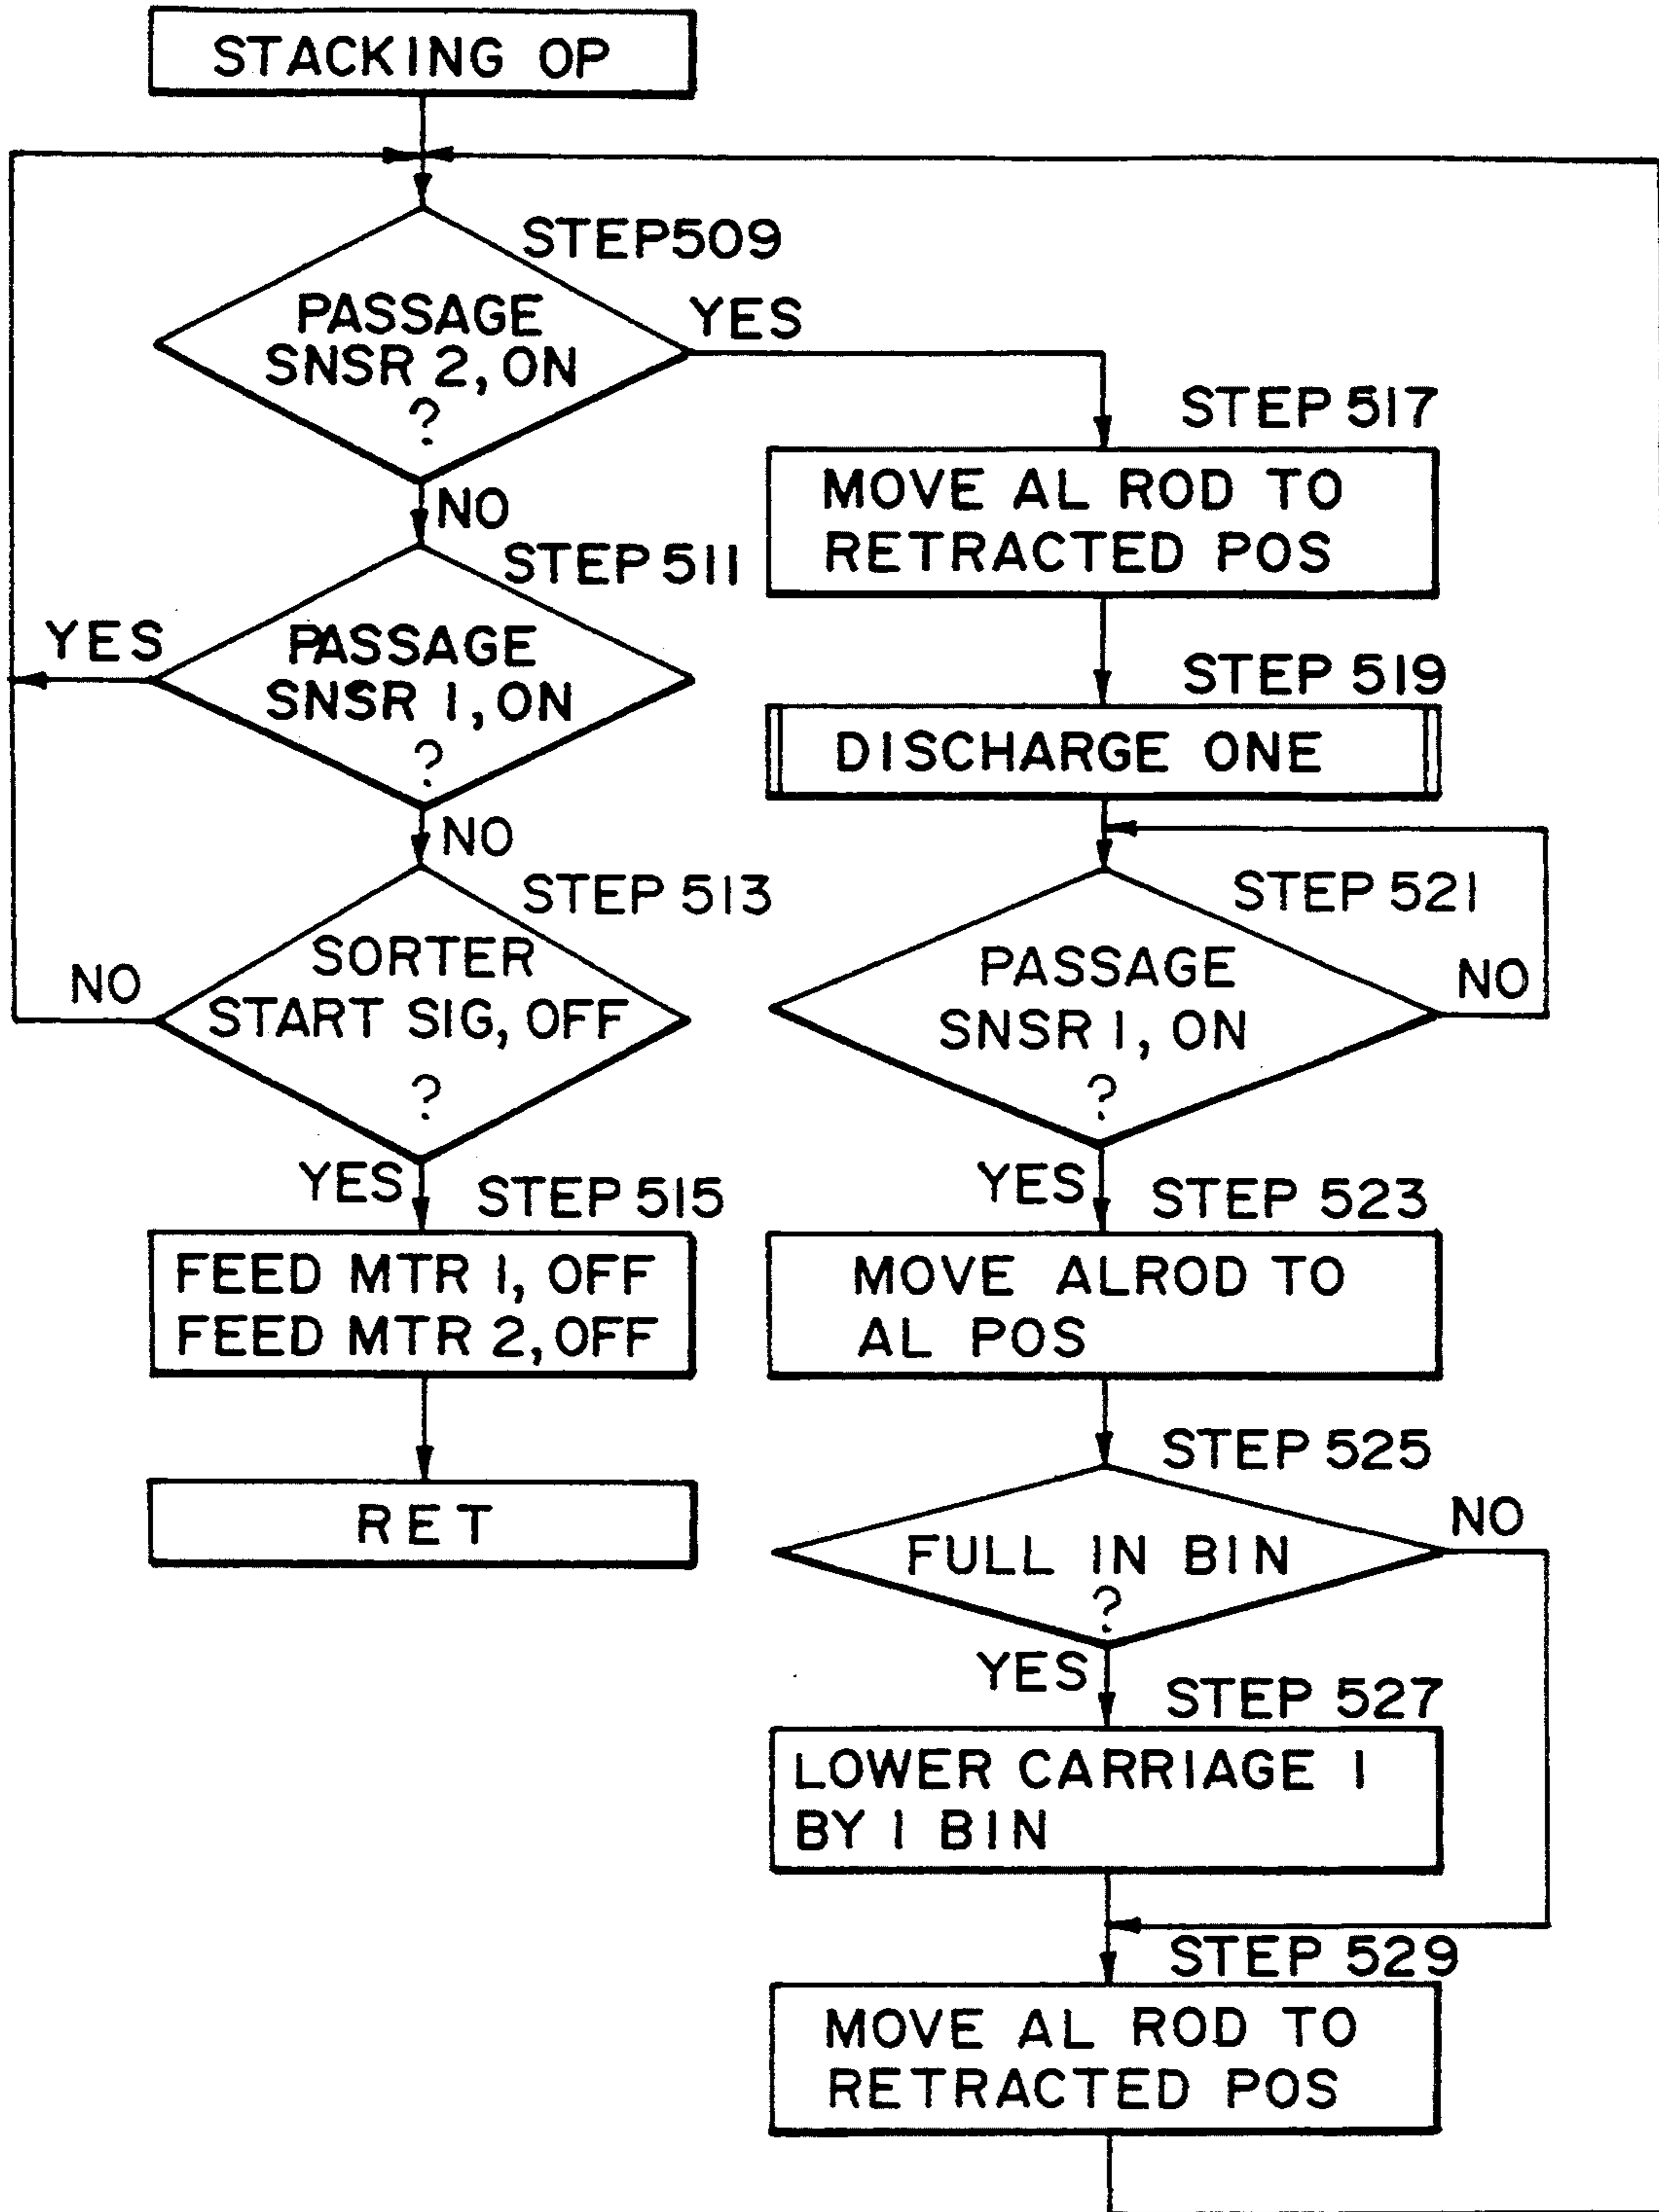 STACKING OP
STEP509
PASSAGE
SNSR 2, ON
?
YES
NO
STEP 511
PASSAGE
SNSR 1, ON
?
YES
NO
STEP 513
SORTER
START SIG, OFF
?
NO
YES
STEP 515
FEED MTR 1, OFF
FEED MTR 2, OFF
RET
STEP 517
MOVE AL ROD TO
RETRACTED POS
STEP 519
DISCHARGE ONE
STEP 521
PASSAGE
SNSR 1, ON
?
NO
YES
STEP 523
MOVE ALROD TO
AL POS
STEP 525
FULL IN BIN
?
NO
YES
STEP 527
LOWER CARRIAGE 1
BY 1 BIN
STEP 529
MOVE AL ROD TO
RETRACTED POS